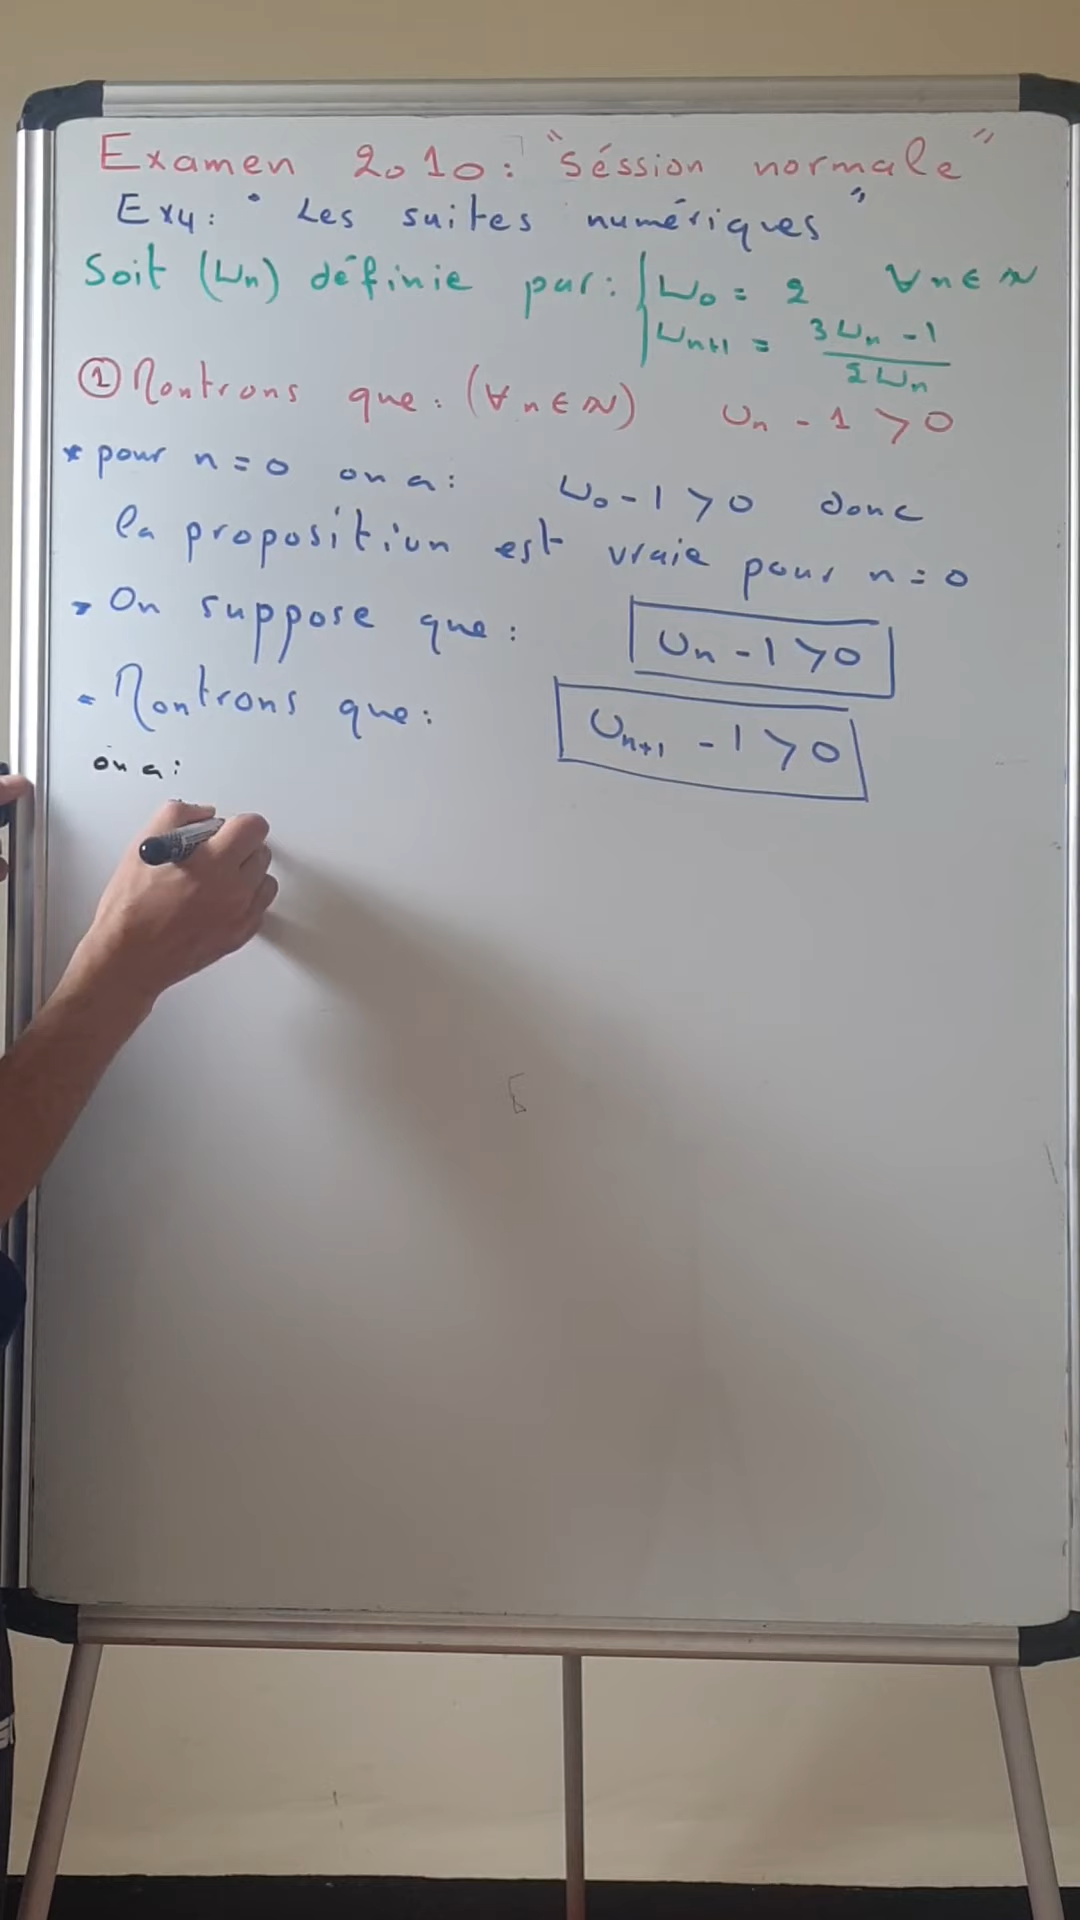 Examen 2010: "Séssion normale"
Ex4: "Les suites numériques"
Soit (Un) définie par: { U0 = 2 ∀n∈N
Un+1 = (3Un - 1)/(2Un)
① Montrons que: (∀n∈N) Un - 1 > 0
* pour n = 0 on a: U0 - 1 > 0 donc
la proposition est vraie pour n = 0
- On suppose que: Un - 1 > 0
- Montrons que: Un+1 - 1 > 0
on a: